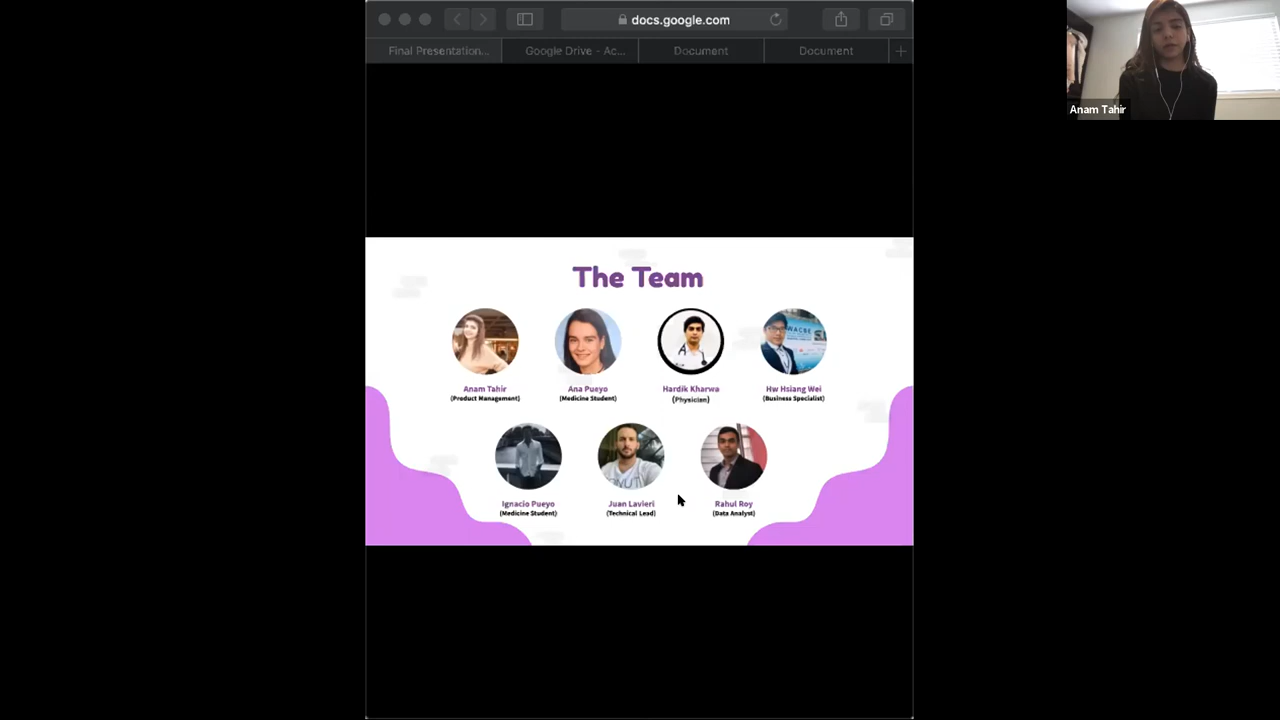 docs.google.com
Final Presentation...
Google Drive - Ac...
Document
Document
Anam Tahir
The Team
WACBE
Anam Tahir
(Product Management)
Ana Pueyo
(Medicine Student)
Hardik Kharwa
(Physician)
Hw Hsiang Wei
(Business Specialist)
Ignacio Pueyo
(Medicine Student)
Juan Lavieri
(Technical Lead)
Rahul Roy
(Data Analyst)